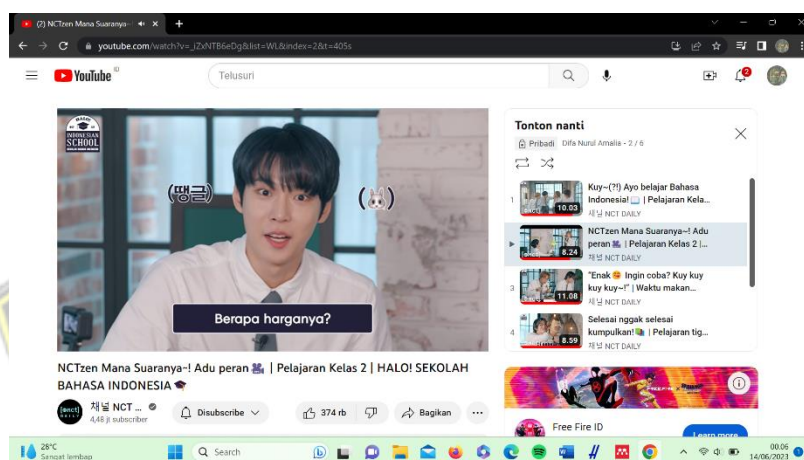 (2) NCTzen Mana Suaranya~
youtube.com/watch?v=_iZxNTB6eDg&list=WL&index=2&t=405s
YouTube ID
Telusuri
INDONESIAN
SCHOOL
(땡글)
Berapa harganya?
NCTzen Mana Suaranya~! Adu peran | Pelajaran Kelas 2 | HALO! SEKOLAH
BAHASA INDONESIA
채널 NCT ...
4,48 jt subscriber
Disubscribe
374 rb
Bagikan
Tonton nanti
Pribadi Difa Nurul Amalia - 2 / 6
1
10.03
Kuy~(?!) Ayo belajar Bahasa
Indonesia! | Pelajaran Kela...
채널 NCT DAILY
8.24
NCTzen Mana Suaranya~! Adu
peran | Pelajaran Kelas 2 |...
채널 NCT DAILY
3
11.08
"Enak Ingin coba? Kuy kuy
kuy kuy~!" | Waktu makan...
채널 NCT DAILY
4
8.59
Selesai nggak selesai
kumpulkan! | Pelajaran tig...
채널 NCT DAILY
Free Fire ID
Learn more
28°C
Sangat lembap
Search
00.06
14/06/2023